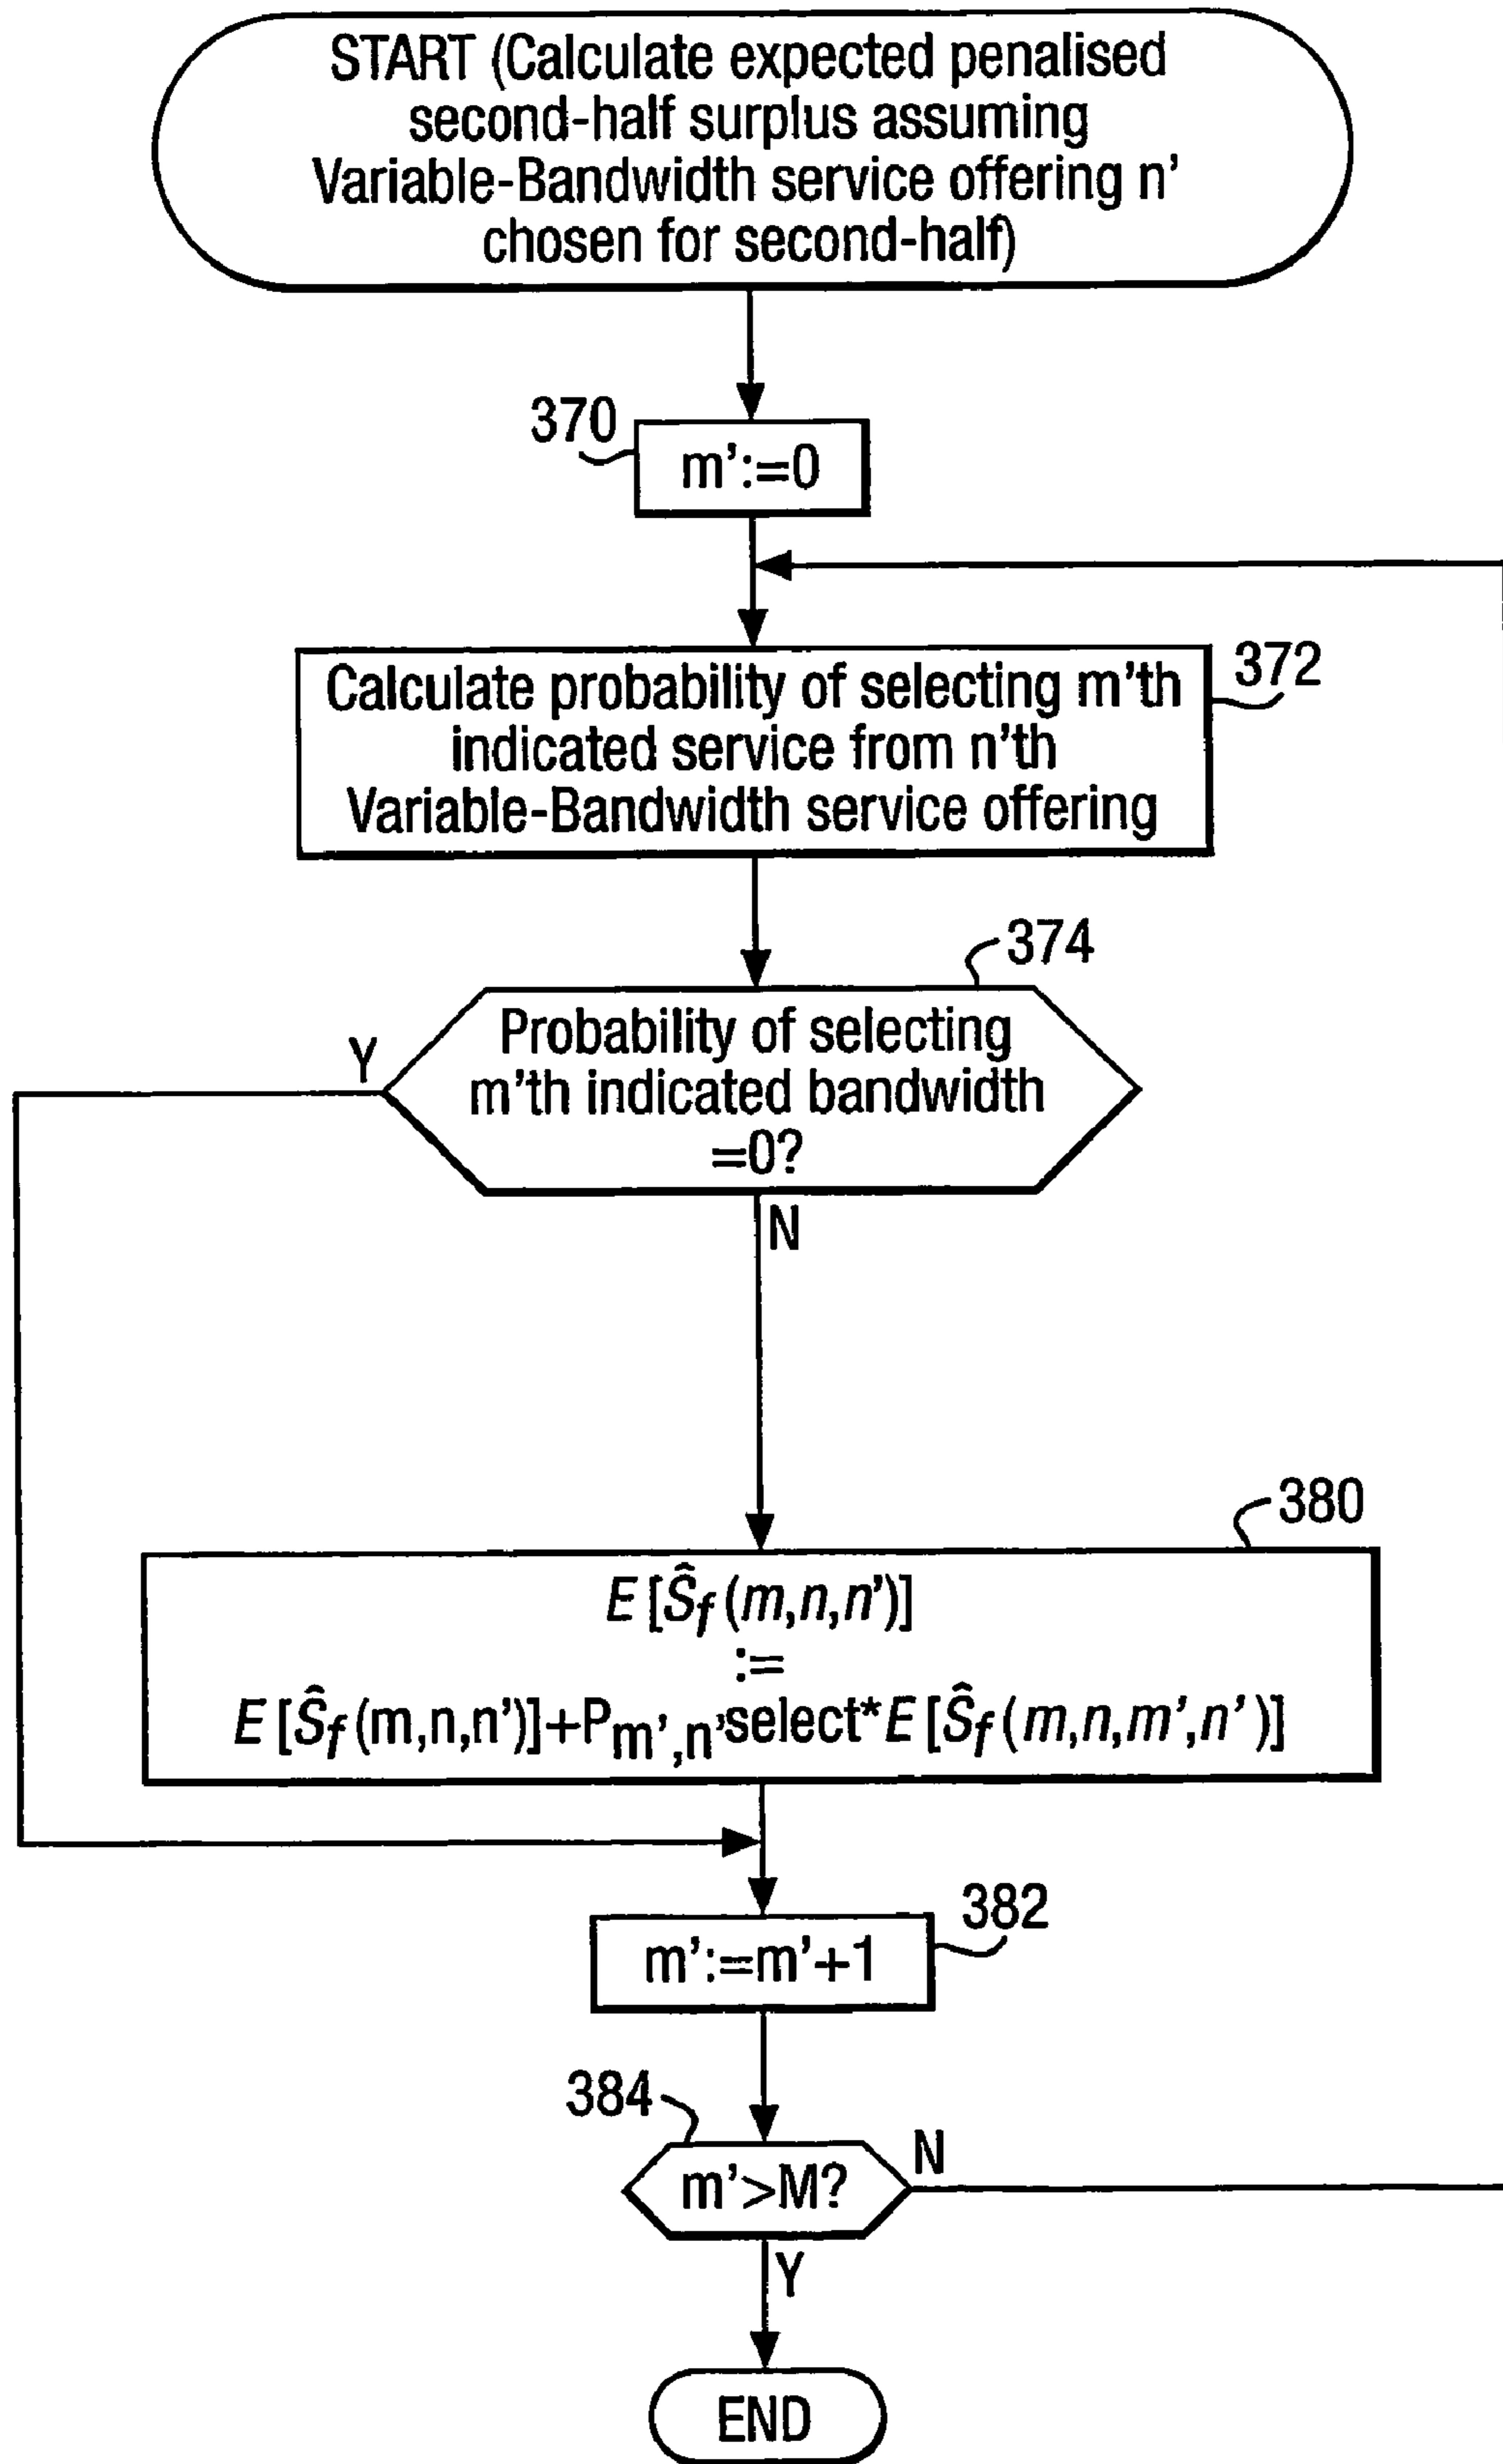 START (Calculate expected penalised
second-half surplus assuming
Variable-Bandwidth service offering n'
chosen for second-half)
370
m':=0
372
Calculate probability of selecting m'th
indicated service from n'th
Variable-Bandwidth service offering
374
Probability of selecting
m'th indicated bandwidth
=0?
Y
N
380
E[Ŝf(m,n,n')]
:=
E[Ŝf(m,n,n')]+Pm',n'select*E[Ŝf(m,n,m',n')]
382
m':=m'+1
384
m'>M?
N
Y
END